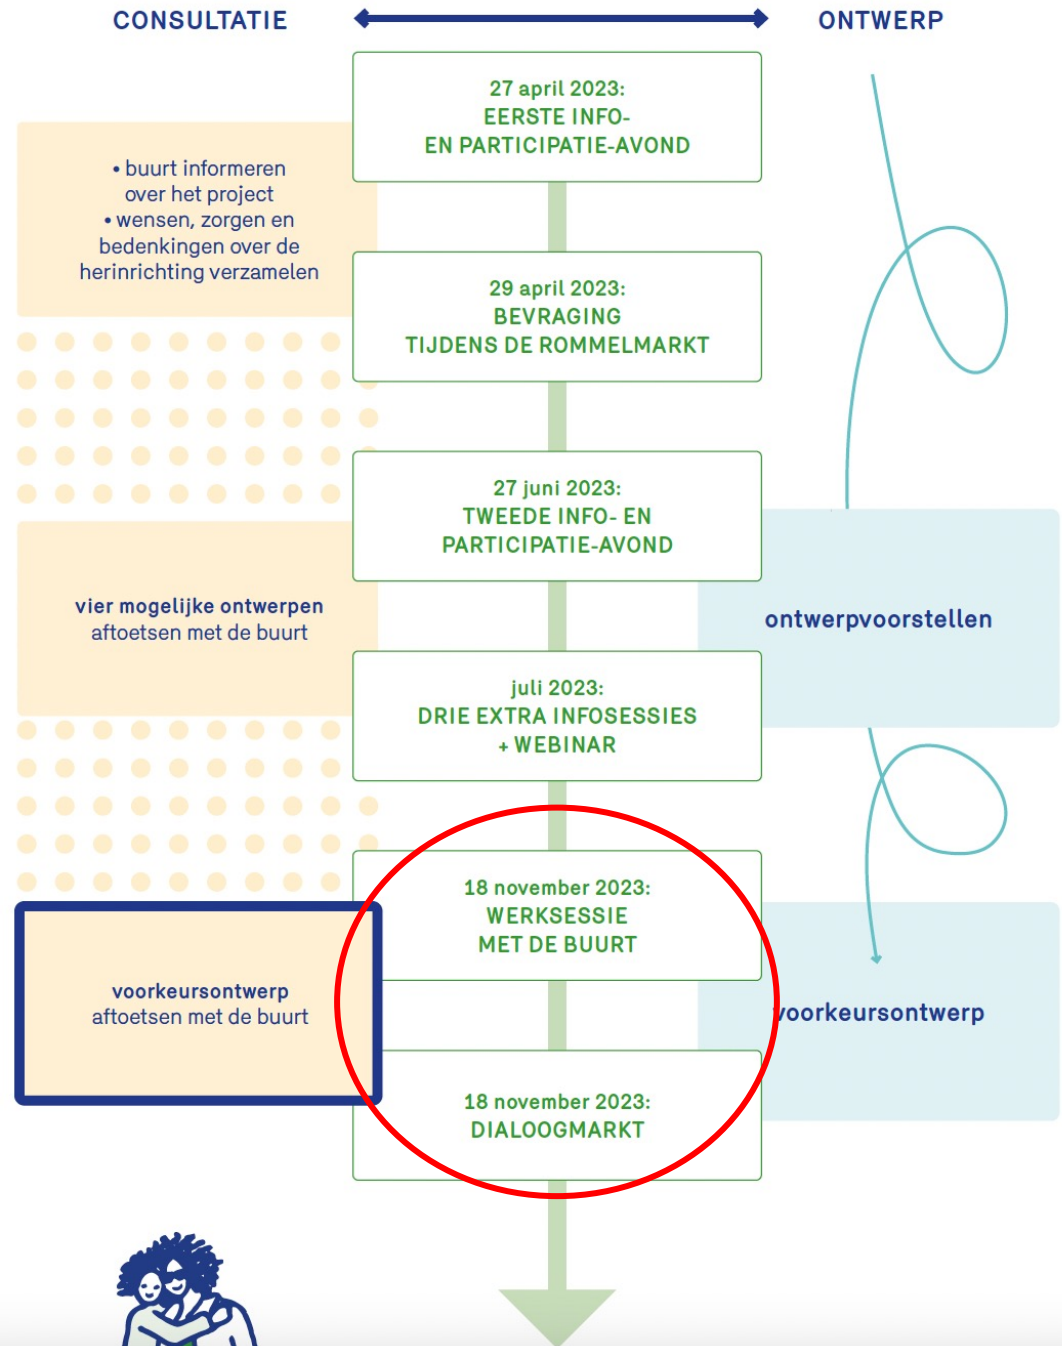 CONSULTATIE
ONTWERP
27 april 2023:
EERSTE INFO-
EN PARTICIPATIE-AVOND
• buurt informeren
over het project
• wensen, zorgen en
bedenkingen over de
herinrichting verzamelen
29 april 2023:
BEVRAGING
TIJDENS DE ROMMELMARKT
27 juni 2023:
TWEEDE INFO- EN
PARTICIPATIE-AVOND
vier mogelijke ontwerpen
aftoetsen met de buurt
ontwerpvoorstellen
juli 2023:
DRIE EXTRA INFOSESSIES
+ WEBINAR
18 november 2023:
WERKSESSIE
MET DE BUURT
voorkeursontwerp
aftoetsen met de buurt
voorkeursontwerp
18 november 2023:
DIALOOGMARKT